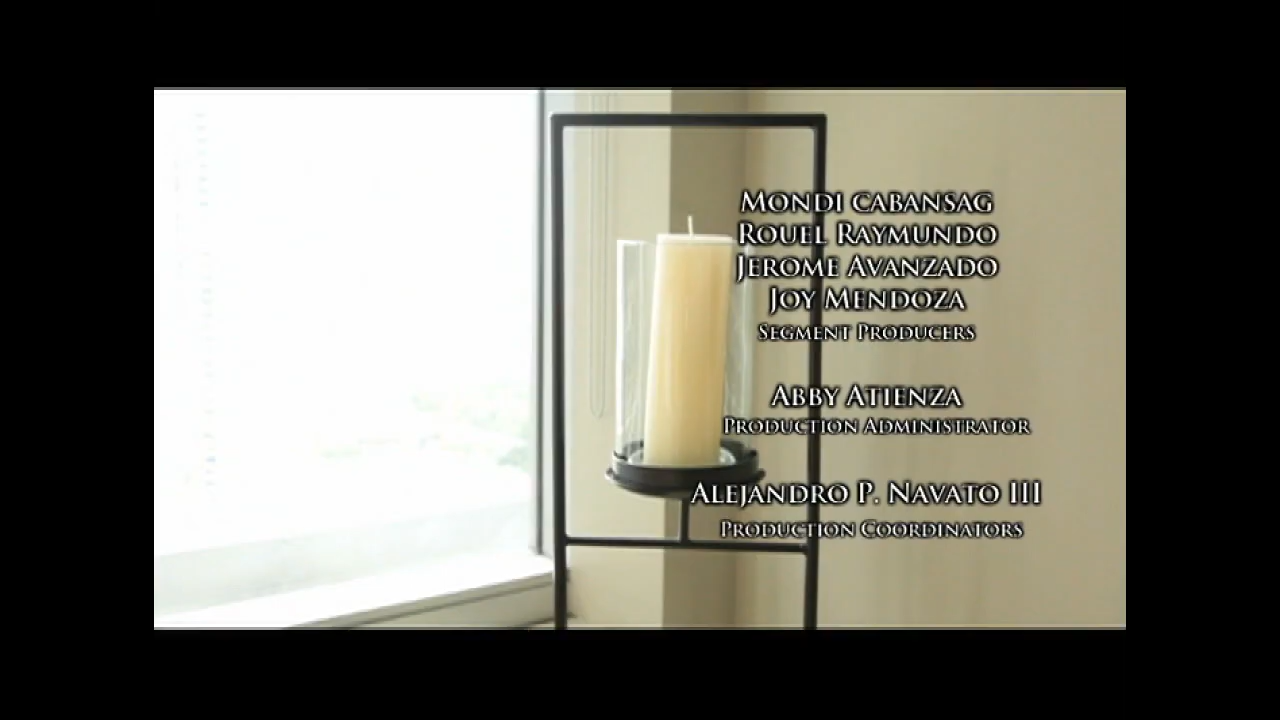 Mondi cabansag
Rouel Raymundo
Jerome Avanzado
Joy Mendoza
Segment Producers
Abby Atienza
Production Administrator
Alejandro P. Navato III
Production Coordinators